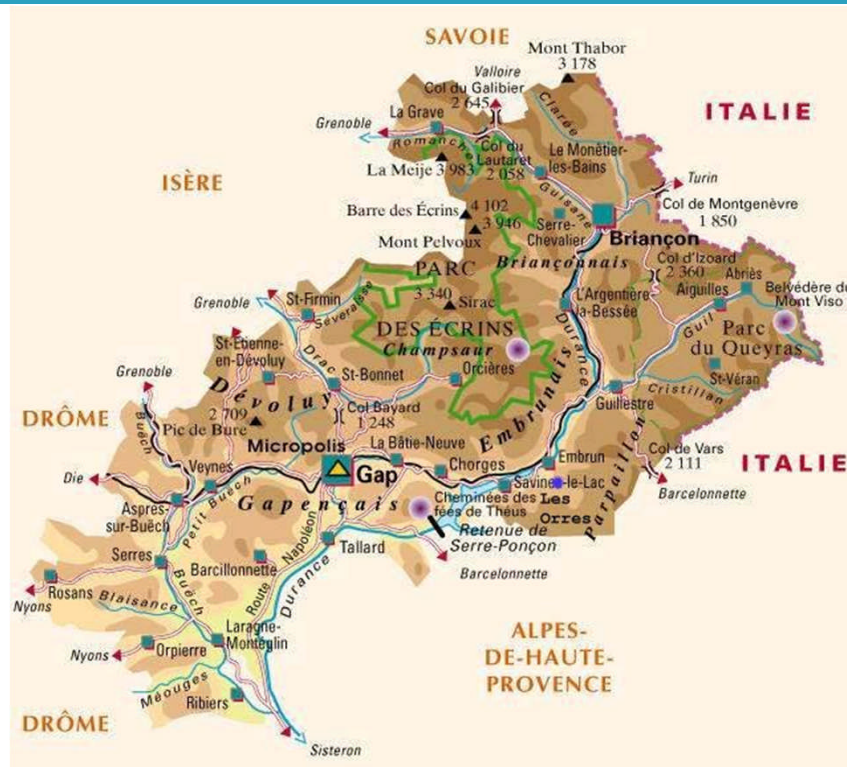 SAVOIE
Mont Thabor
3 178
Valloire
Col du Galibier
2 645
La Grave
Clarée
ITALIE
Grenoble
Romanche
Col du
Lautaret
2 058
Le Monêtier-
les-Bains
La Meije 3 983
ISÈRE
Guisane
Turin
Col de Montgenèvre
1 850
Barre des Écrins
4 102
3 946
Mont Pelvoux
Serre-
Chevalier
Briançon
Briançonnais
PARC
DES ÉCRINS
Col d'Izoard
2 360
Abriès
Aiguilles
Belvédère du
Mont Viso
3 340
Sirac
L'Argentière
la-Bessée
Grenoble
St-Firmin
Séveraisse
Guil
Parc
du Queyras
Durance
Champsaur
St-Etienne-
en-Dévoluy
Drac
Orcières
St-Véran
Grenoble
St-Bonnet
Cristillan
Guillestre
Dévoluy
Embrunais
DRÔME
2 709
Pic de Bure
Col Bayard
1 248
Buëch
Micropolis
La Bâtie-Neuve
Gap
Chorges
Embrun
Col de Vars
2 111
ITALIE
Parpaillon
Barcelonnette
Die
Veynes
Savines-le-Lac
Les
Orres
Petit Buëch
Gapençais
Cheminées des
fées de Théus
Aspres-
sur-Buëch
Retenue de
Serre-Ponçon
Tallard
Barcelonnette
Serres
Barcillonnette
Route Napoléon
Durance
Rosans
Nyons
Blaisance
Buëch
Laragne-
Montéglin
ALPES-
DE-HAUTE-
PROVENCE
Orpierre
Nyons
Méouges
Ribiers
DRÔME
Sisteron